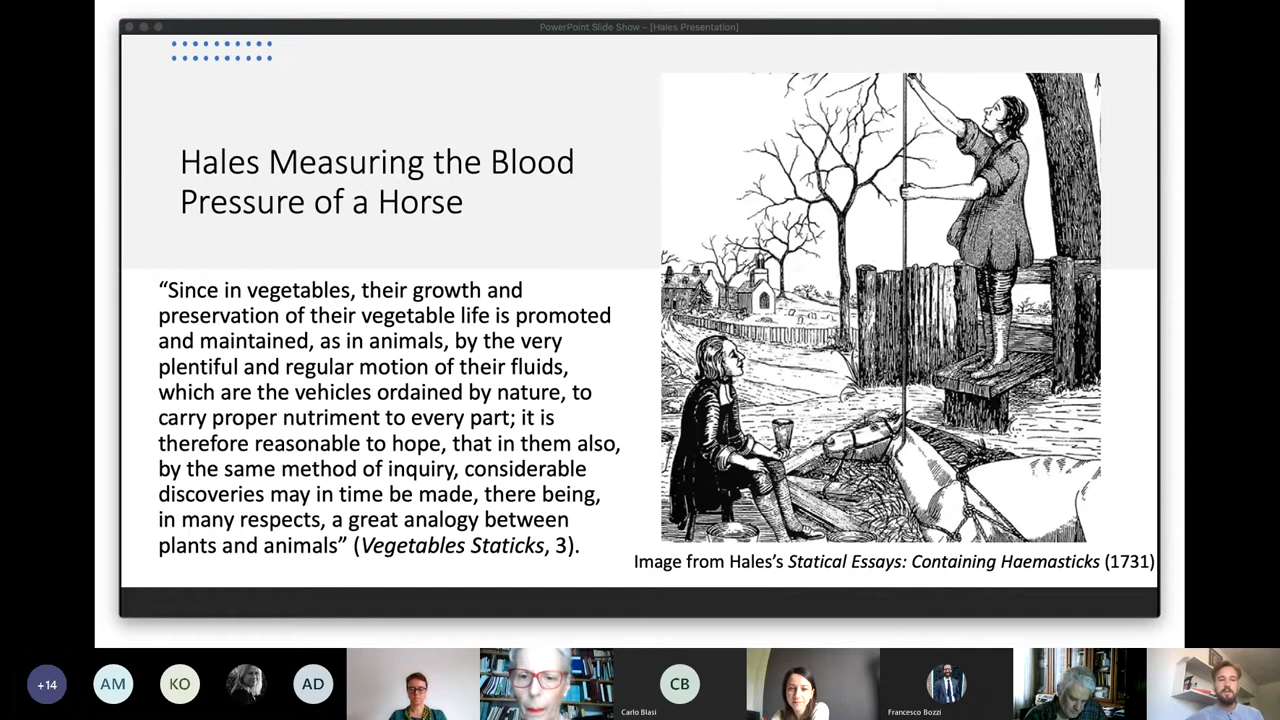 PowerPoint Slide Show – [Hales Presentation]
Hales Measuring the Blood
Pressure of a Horse
“Since in vegetables, their growth and
preservation of their vegetable life is promoted
and maintained, as in animals, by the very
plentiful and regular motion of their fluids,
which are the vehicles ordained by nature, to
carry proper nutriment to every part; it is
therefore reasonable to hope, that in them also,
by the same method of inquiry, considerable
discoveries may in time be made, there being,
in many respects, a great analogy between
plants and animals” (Vegetables Staticks, 3).
Image from Hales’s Statical Essays: Containing Haemasticks (1731)
+14
AM
KO
AD
CB
Carlo Blasi
Francesco Bozzi